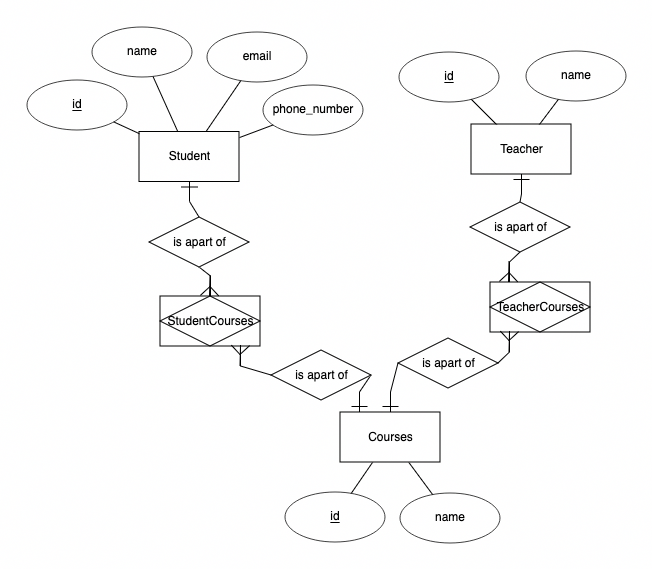 name
email
id
phone_number
Student
id
name
Teacher
is apart of
is apart of
StudentCourses
TeacherCourses
is apart of
is apart of
Courses
id
name